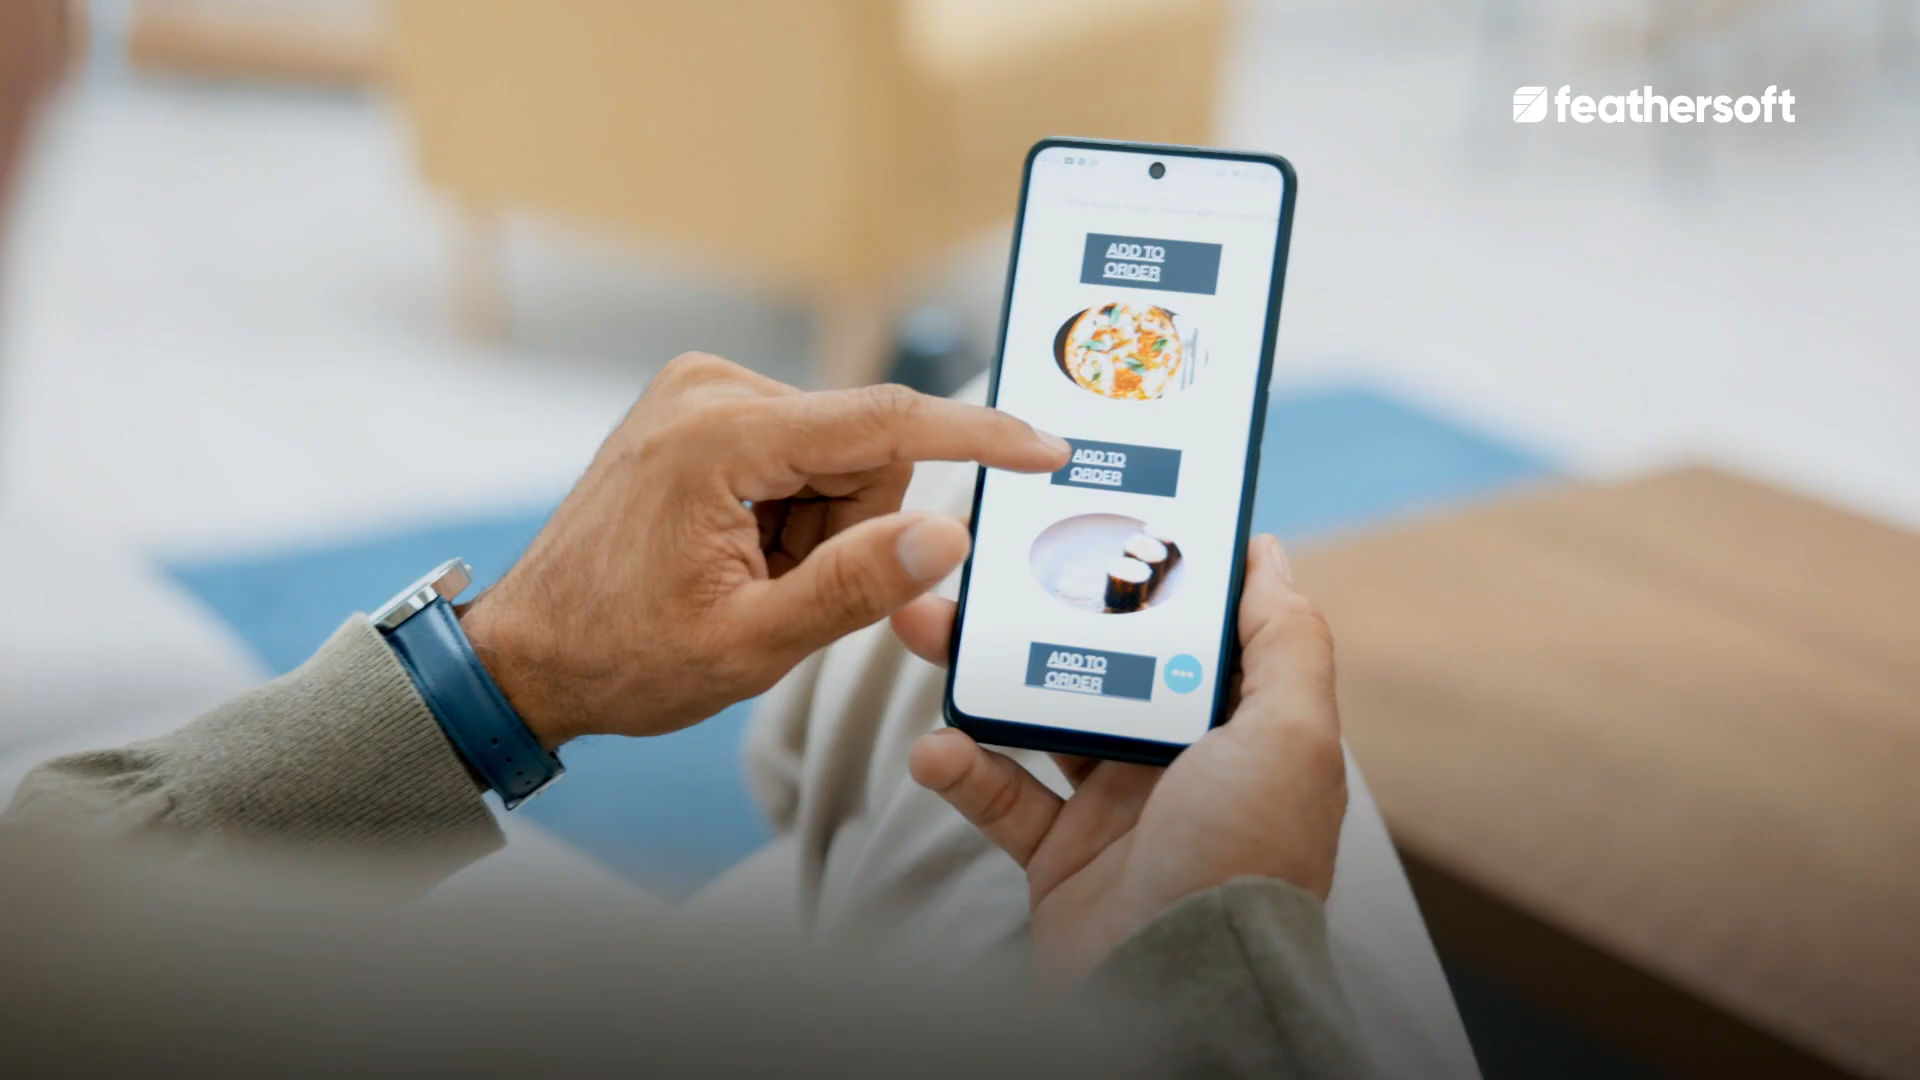 feathersoft
ADD TO
ORDER
ADD TO
ORDER
ADD TO
ORDER